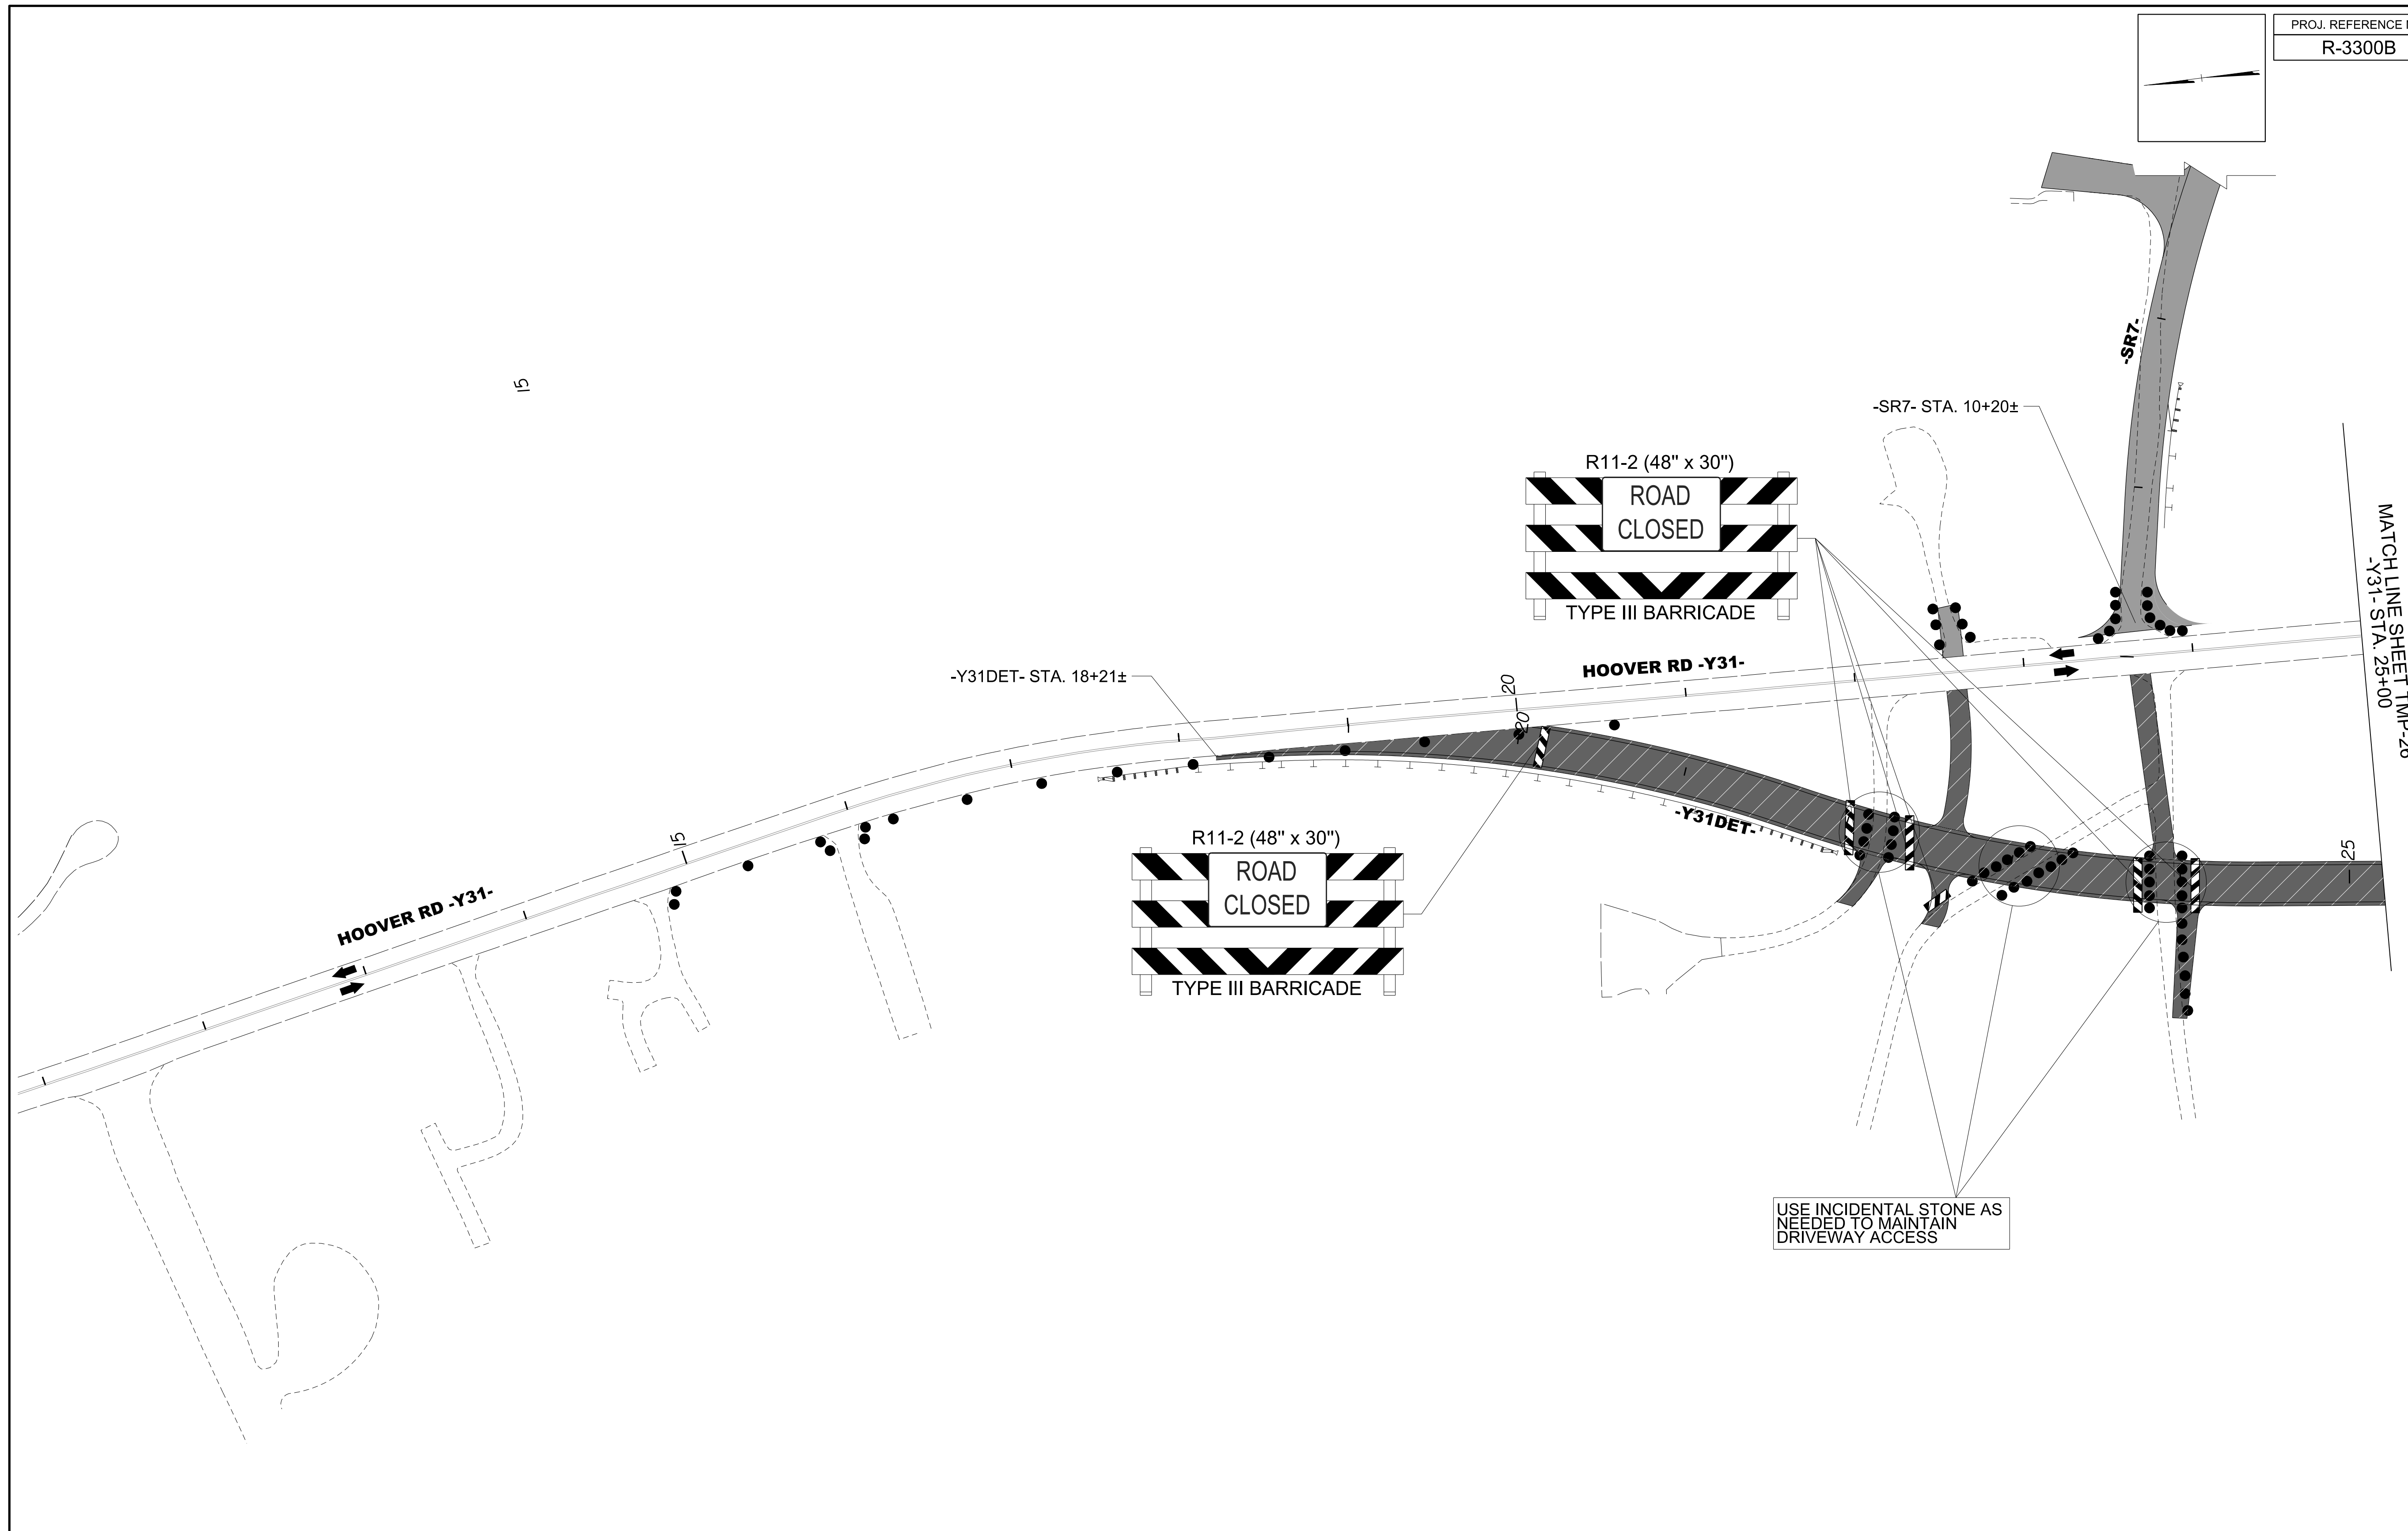 PROJ. REFERENCE
R-3300B
-SR7-
15
-SR7- STA. 10+20±
R11-2 (48" x 30")
ROAD
CLOSED
TYPE III BARRICADE
MATCH LINE SHEET TMP-26
-Y31- STA. 25+00
HOOVER RD -Y31-
-Y31DET- STA. 18+21±
20
20
-Y31DET-
15
R11-2 (48" x 30")
ROAD
CLOSED
TYPE III BARRICADE
25
HOOVER RD -Y31-
USE INCIDENTAL STONE AS
NEEDED TO MAINTAIN
DRIVEWAY ACCESS